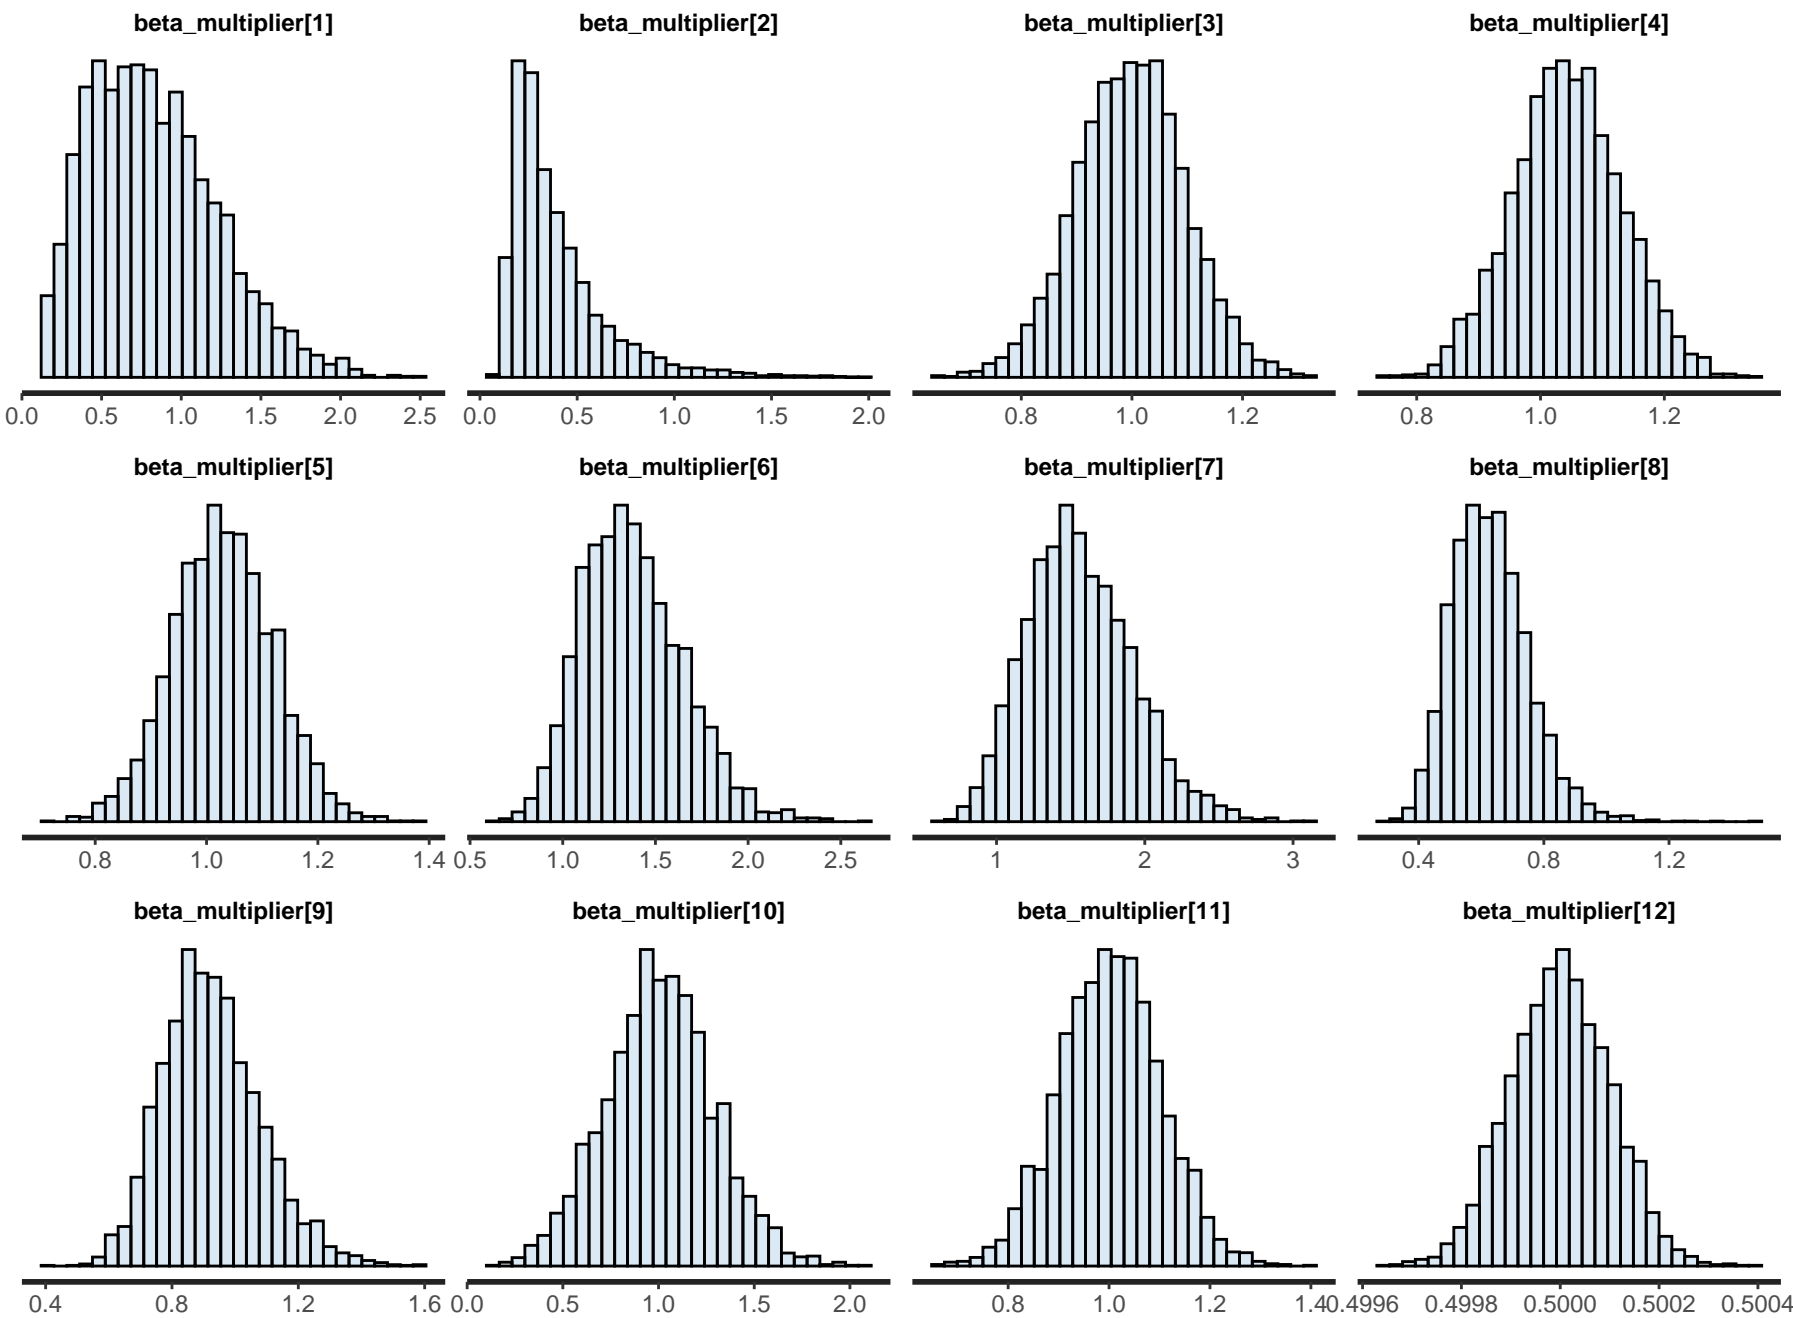 beta_multiplier[1] beta_multiplier[2] beta_multiplier[3] beta_multiplier[4]
0.0 0.5 1.0 1.5 2.0 2.5 0.0 0.5 1.0 1.5 2.0 0.8 1.0 1.2 0.8 1.0 1.2
beta_multiplier[5] beta_multiplier[6] beta_multiplier[7] beta_multiplier[8]
0.8 1.0 1.2 1.4 0.5 1.0 1.5 2.0 2.5 1 2 3 0.4 0.8 1.2
beta_multiplier[9] beta_multiplier[10] beta_multiplier[11] beta_multiplier[12]
0.4 0.8 1.2 1.6 0.0 0.5 1.0 1.5 2.0 0.8 1.0 1.2 1.4 0.4996 0.4998 0.5000 0.5002 0.5004